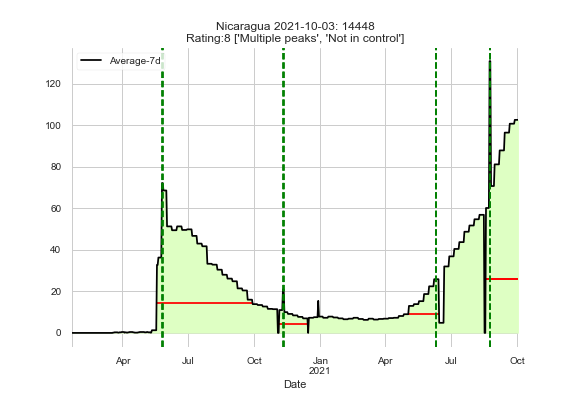 Nicaragua 2021-10-03: 14448
Rating:8 ['Multiple peaks', 'Not in control']
Average-7d
120
100
80
60
40
20
0
Apr Jul Oct Jan Apr Jul Oct
2021
Date